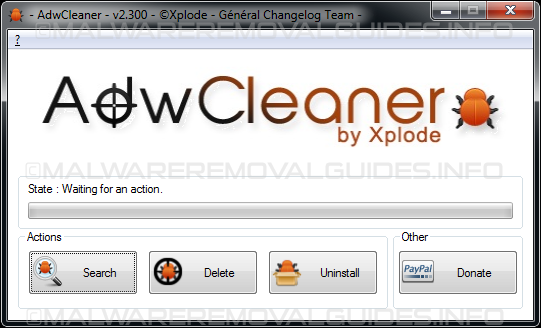 - AdwCleaner - v2.300 - ©Xplode - Général Changelog Team -
©MALWAREREMOVALGUIDES.INFO
?
AdwCleaner
by Xplode
©MALWAREREMOVALGUIDES.INFO
State : Waiting for an action.
Actions
Other
Search
Delete
Uninstall
PayPal
Donate
©MALWAREREMOVALGUIDES.INFO